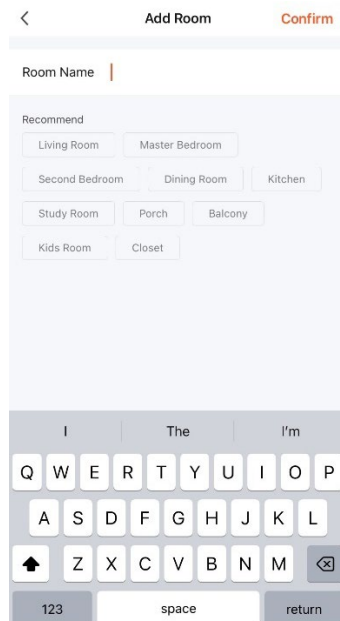 Add Room Confirm
Room Name
Recommend
Living Room Master Bedroom
Second Bedroom Dining Room Kitchen
Study Room Porch Balcony
Kids Room Closet
I The I'm
Q W E R T Y U I O P
A S D F G H J K L
Z X C V B N M
123 space return